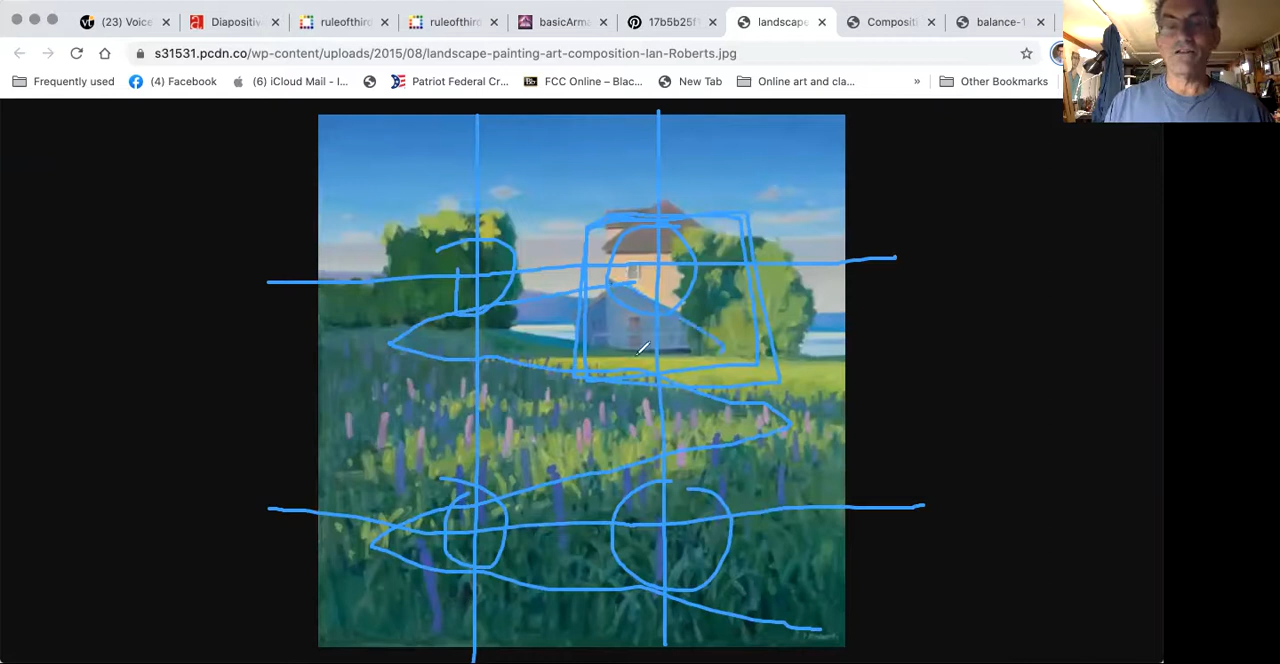 (23) Voice
Diapositiv
ruleofthird
ruleofthird
basicArma
17b5b25f
landscape
Compositi
balance-1
s31531.pcdn.co/wp-content/uploads/2015/08/landscape-painting-art-composition-Ian-Roberts.jpg
Frequently used
(4) Facebook
(6) iCloud Mail - I...
Patriot Federal Cr...
FCC Online – Blac...
New Tab
Online art and cla...
»
Other Bookmarks